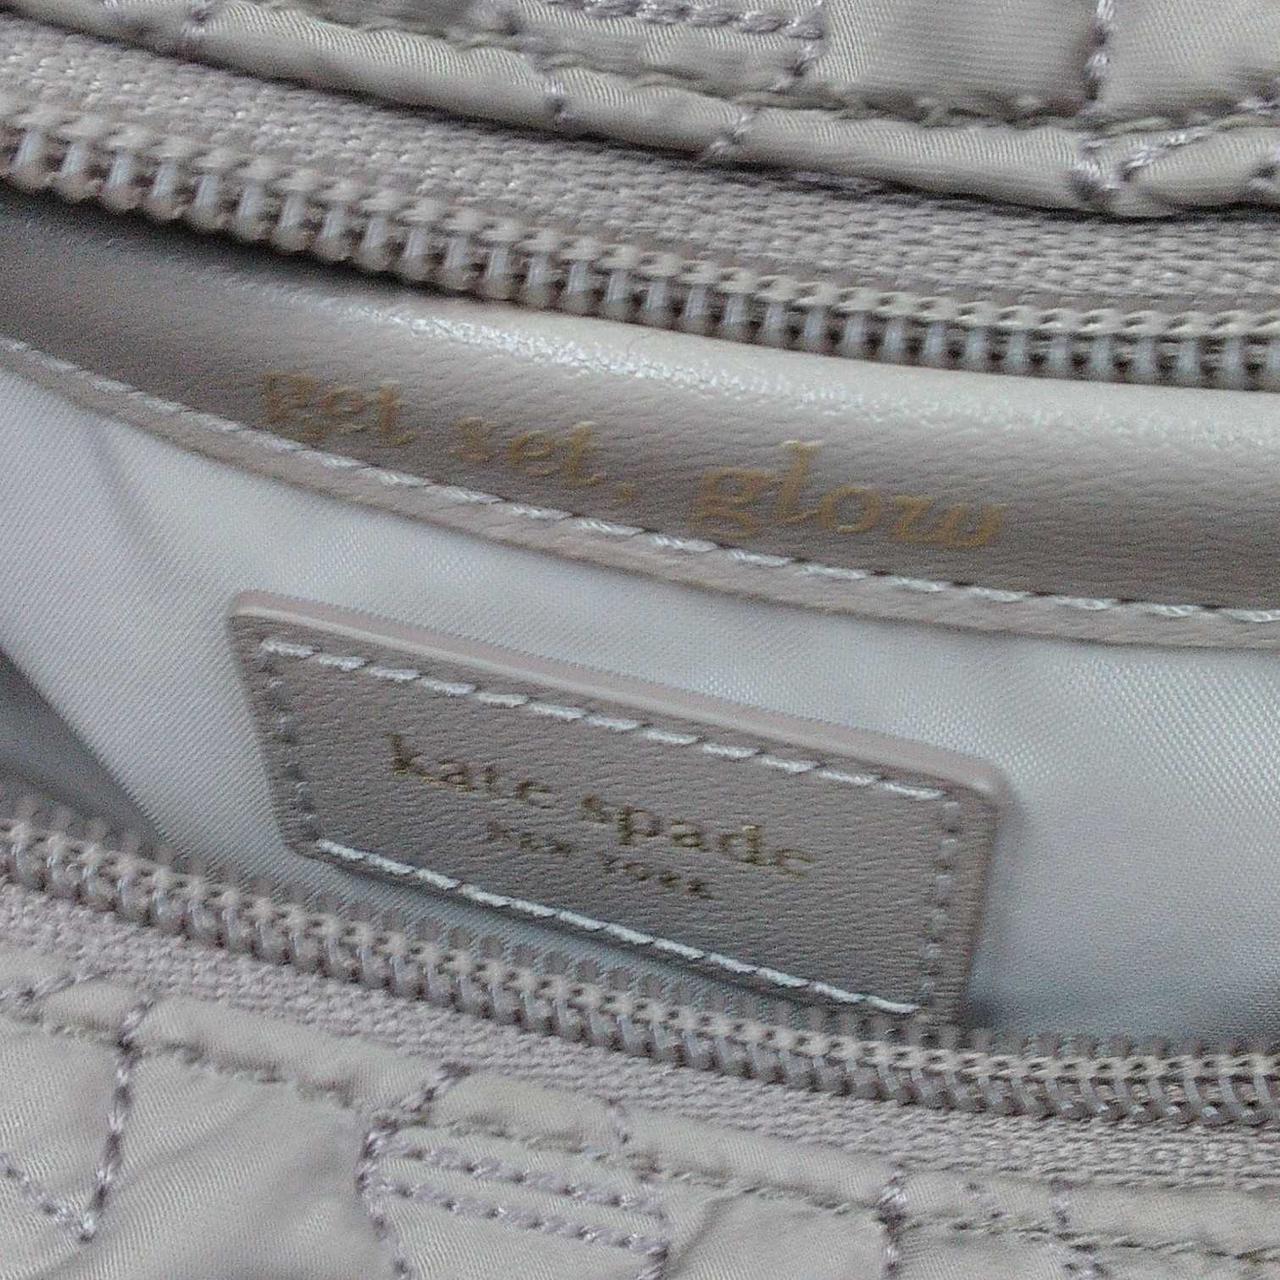 get set, glow
kate spade
NEW YORK